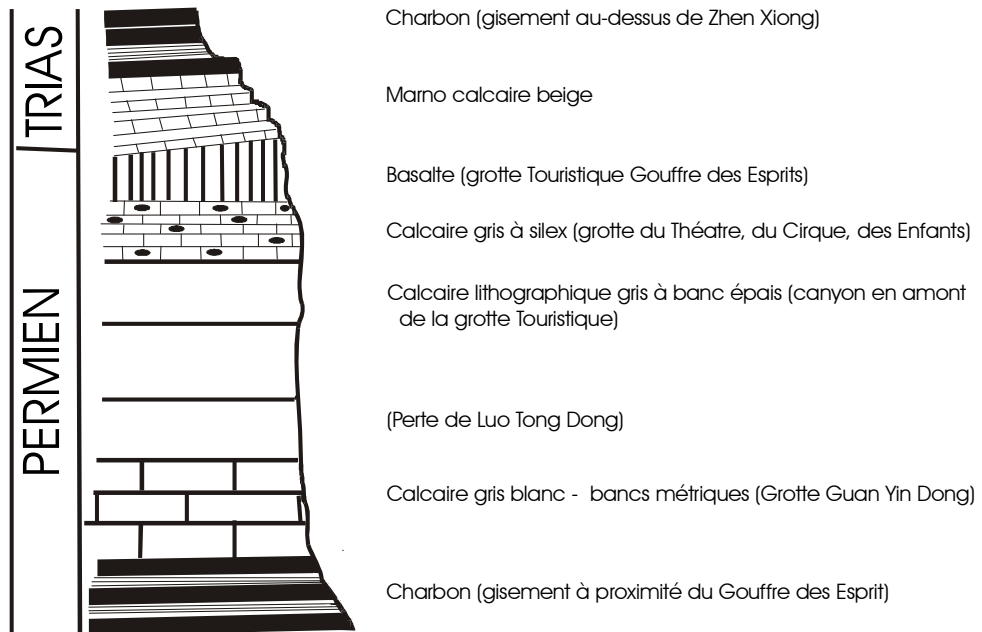 TRIAS
PERMIEN
Charbon (gisement au-dessus de Zhen Xiong)
Marno calcaire beige
Basalte (grotte Touristique Gouffre des Esprits)
Calcaire gris à silex (grotte du Théatre, du Cirque, des Enfants)
Calcaire lithographique gris à banc épais (canyon en amont
de la grotte Touristique)
(Perte de Luo Tong Dong)
Calcaire gris blanc - bancs métriques (Grotte Guan Yin Dong)
Charbon (gisement à proximité du Gouffre des Esprit)